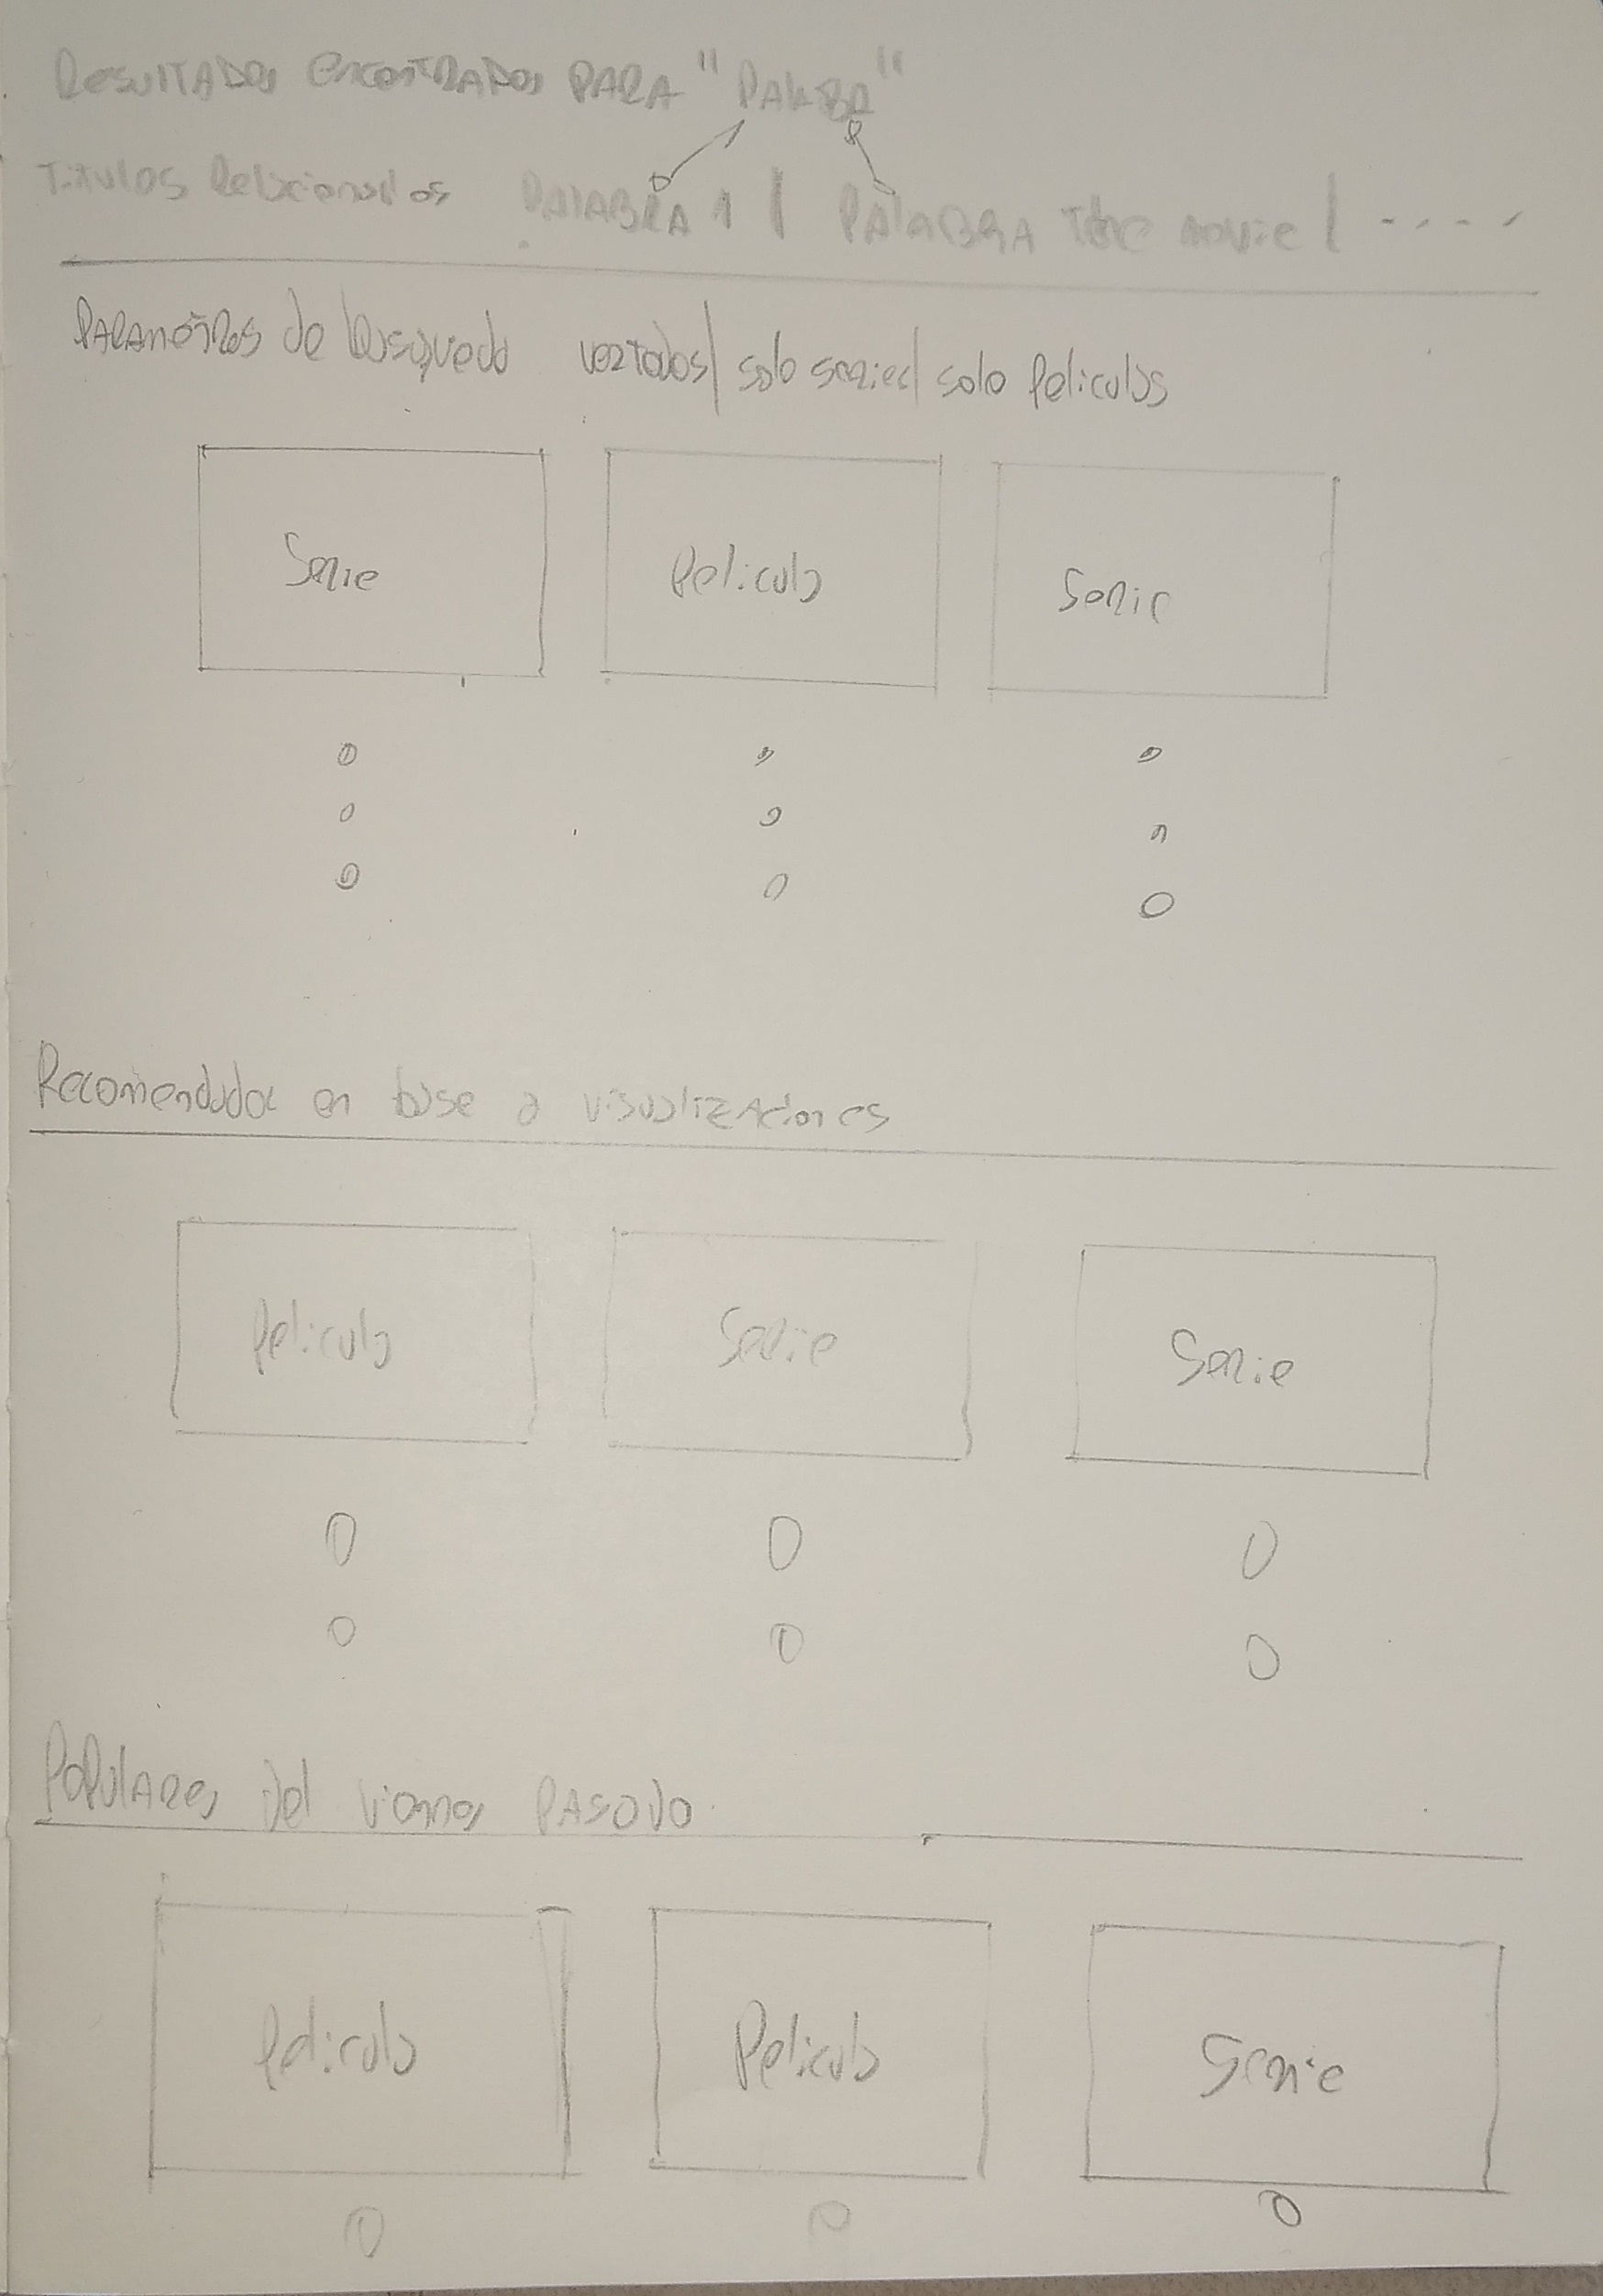 Resultados encontrados para "PALABRA"
Titulos Relacionados PALABRA 1 | PALABRA The movie | - - - -
Parametros de busqueda ver todos | solo series | solo Peliculas
Serie Pelicula Serie
Recomendados en base a visualizaciones
Pelicula Serie Serie
Populares del viernes PASADO
Pelicula Pelicula Serie